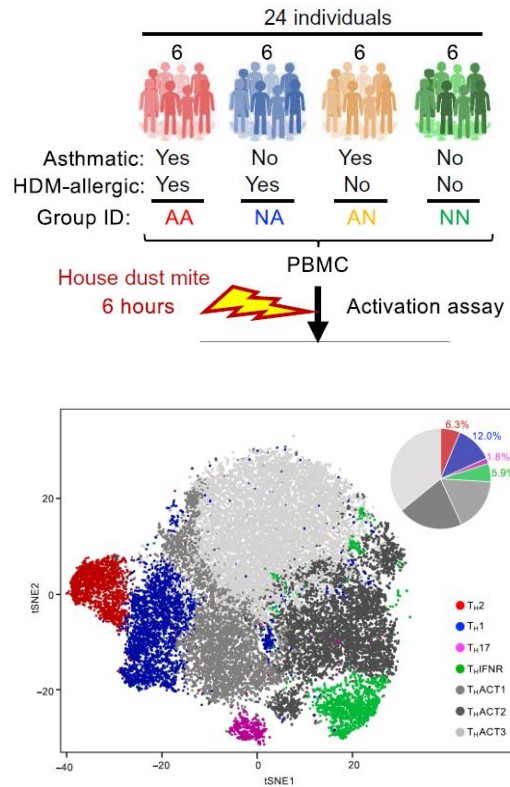 24 individuals
6 6 6 6
Asthmatic: Yes No Yes No
HDM-allergic: Yes Yes No No
Group ID: AA NA AN NN
PBMC
House dust mite
6 hours
Activation assay
6.3%
12.0%
1.8%
5.9%
20
0
−20
tSNE2
−40 −20 0 20
tSNE1
TH2
TH1
TH17
THIFNR
THACT1
THACT2
THACT3